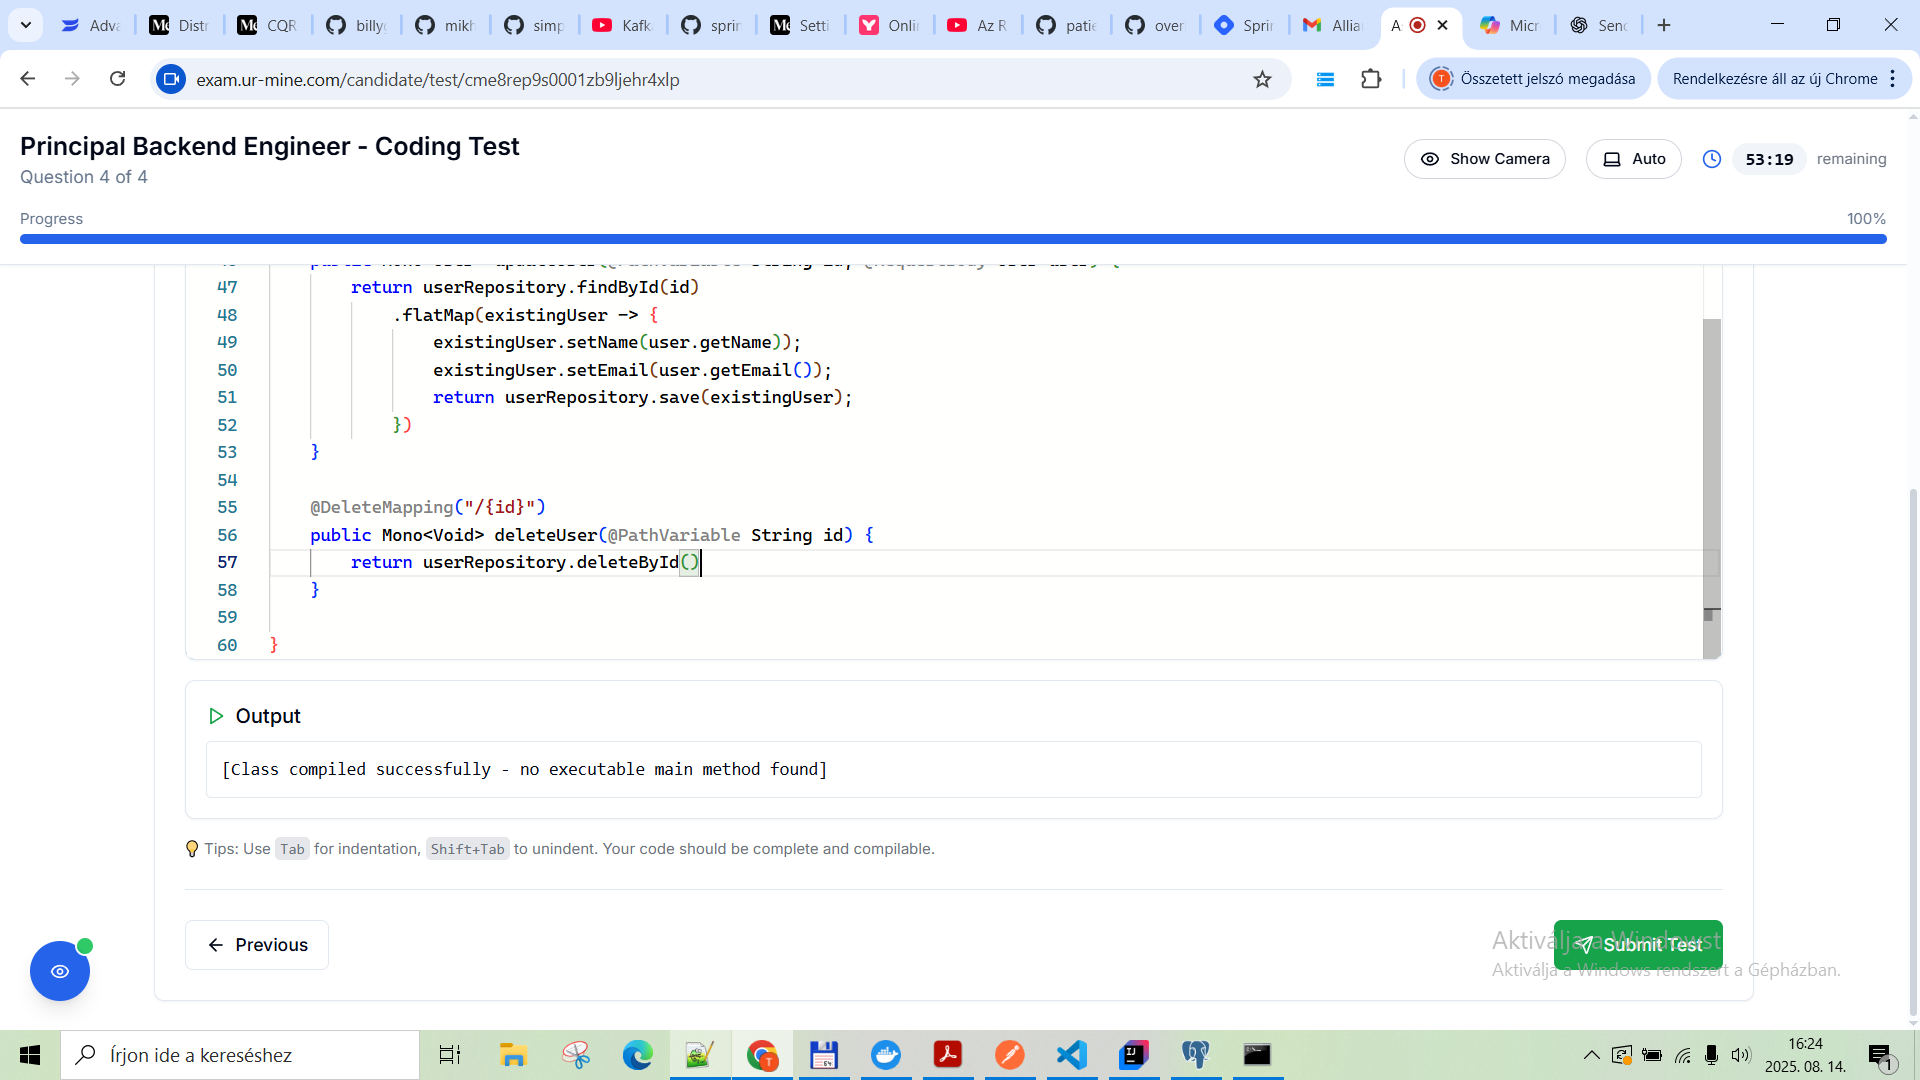 Adva
Distr
CQR
billy
mikh
simp
Kafk
sprin
Setti
Onli
Az R
patie
over
Sprin
Allia
A
Micr
Senc
exam.ur-mine.com/candidate/test/cme8rep9s0001zb9ljehr4xlp
Összetett jelszó megadása
Rendelkezésre áll az új Chrome
Principal Backend Engineer - Coding Test
Question 4 of 4
Show Camera
Auto
53:19 remaining
Progress
100%
47 return userRepository.findById(id)
48 .flatMap(existingUser -> {
49 existingUser.setName(user.getName));
50 existingUser.setEmail(user.getEmail());
51 return userRepository.save(existingUser);
52 })
53 }
54
55 @DeleteMapping("/{id}")
56 public Mono<Void> deleteUser(@PathVariable String id) {
57 return userRepository.deleteById()
58 }
59
60 }
Output
[Class compiled successfully - no executable main method found]
Tips: Use Tab for indentation, Shift+Tab to unindent. Your code should be complete and compilable.
Previous
Submit Test
Aktiválja a Windowst
Aktiválja a Windows rendszert a Gépházban.
Írjon ide a kereséshez
16:24
2025. 08. 14.
1